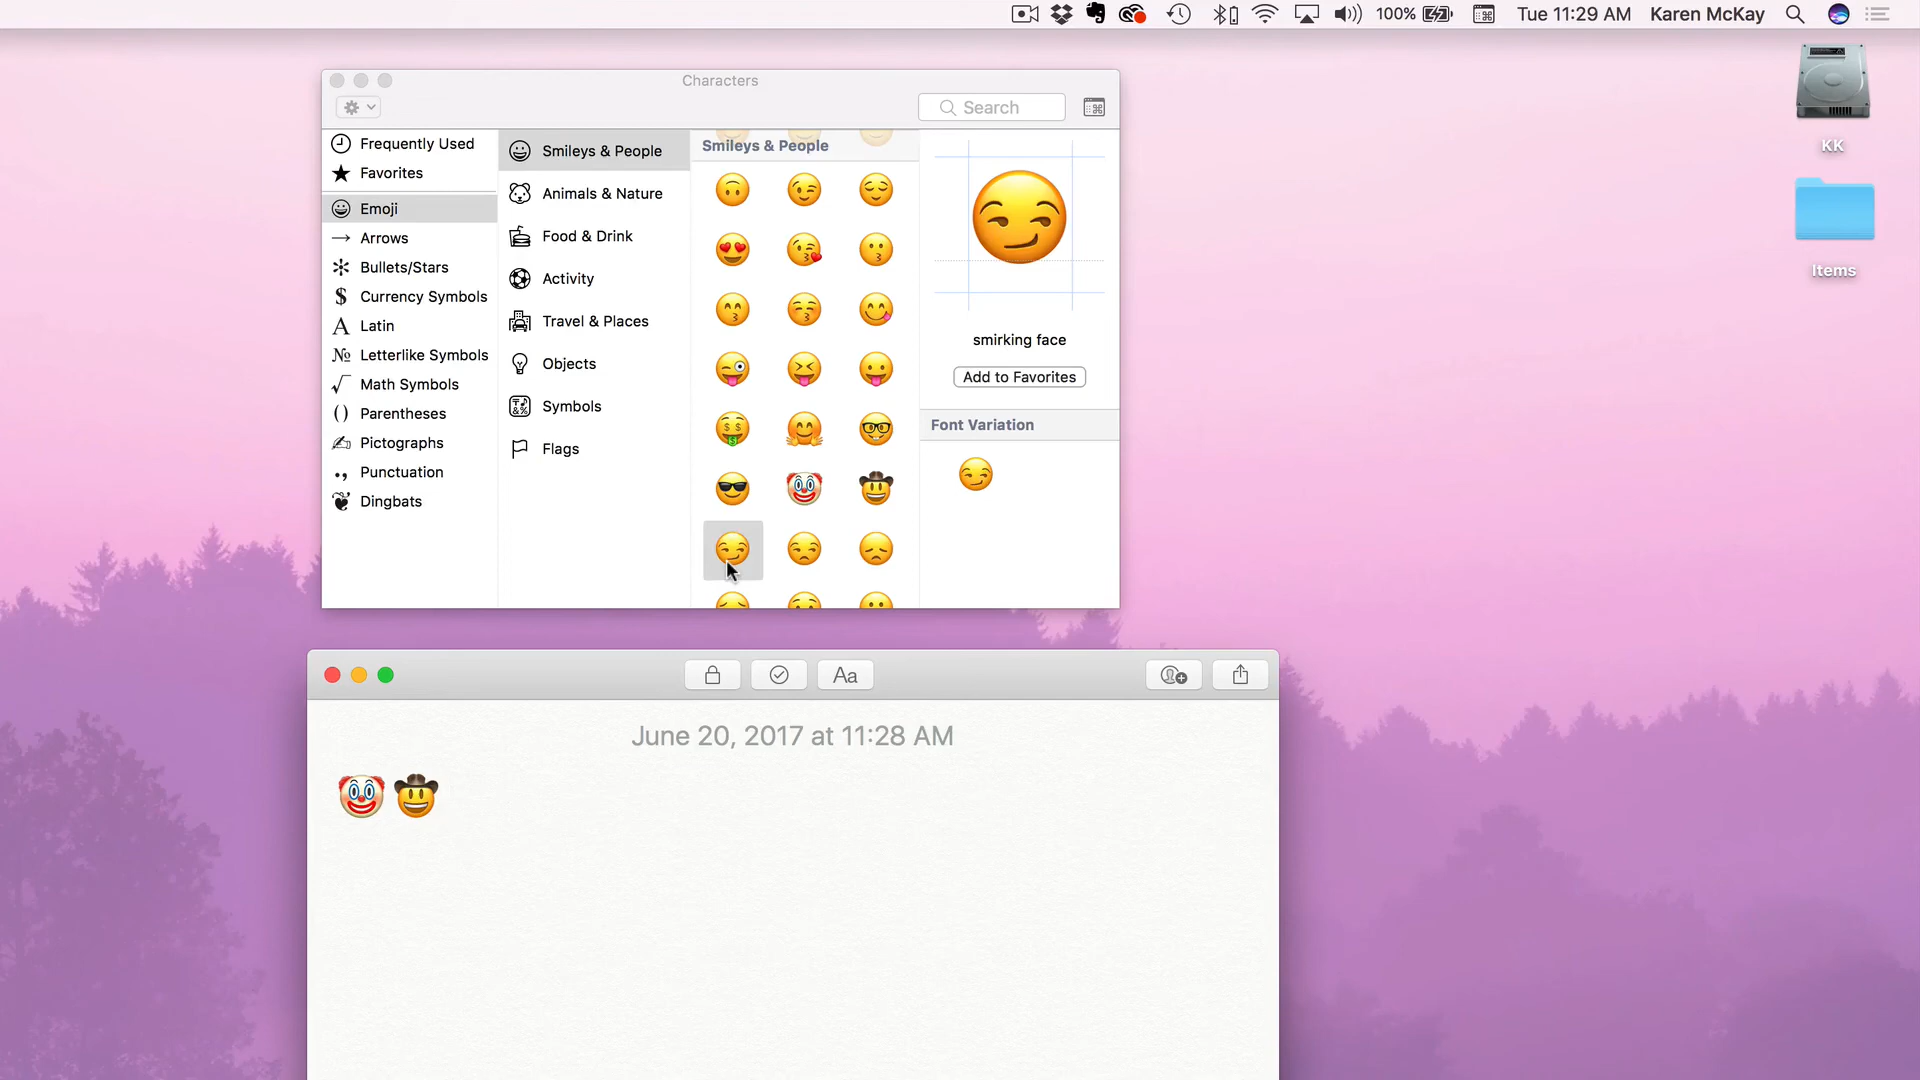 100%
Tue 11:29 AM
Karen McKay
Characters
Search
Frequently Used
Favorites
Emoji
Arrows
Bullets/Stars
Currency Symbols
Latin
Letterlike Symbols
Math Symbols
Parentheses
Pictographs
Punctuation
Dingbats
Smileys & People
Animals & Nature
Food & Drink
Activity
Travel & Places
Objects
Symbols
Flags
Smileys & People
smirking face
Add to Favorites
Font Variation
KK
Items
Aa
June 20, 2017 at 11:28 AM
🤡 🤠